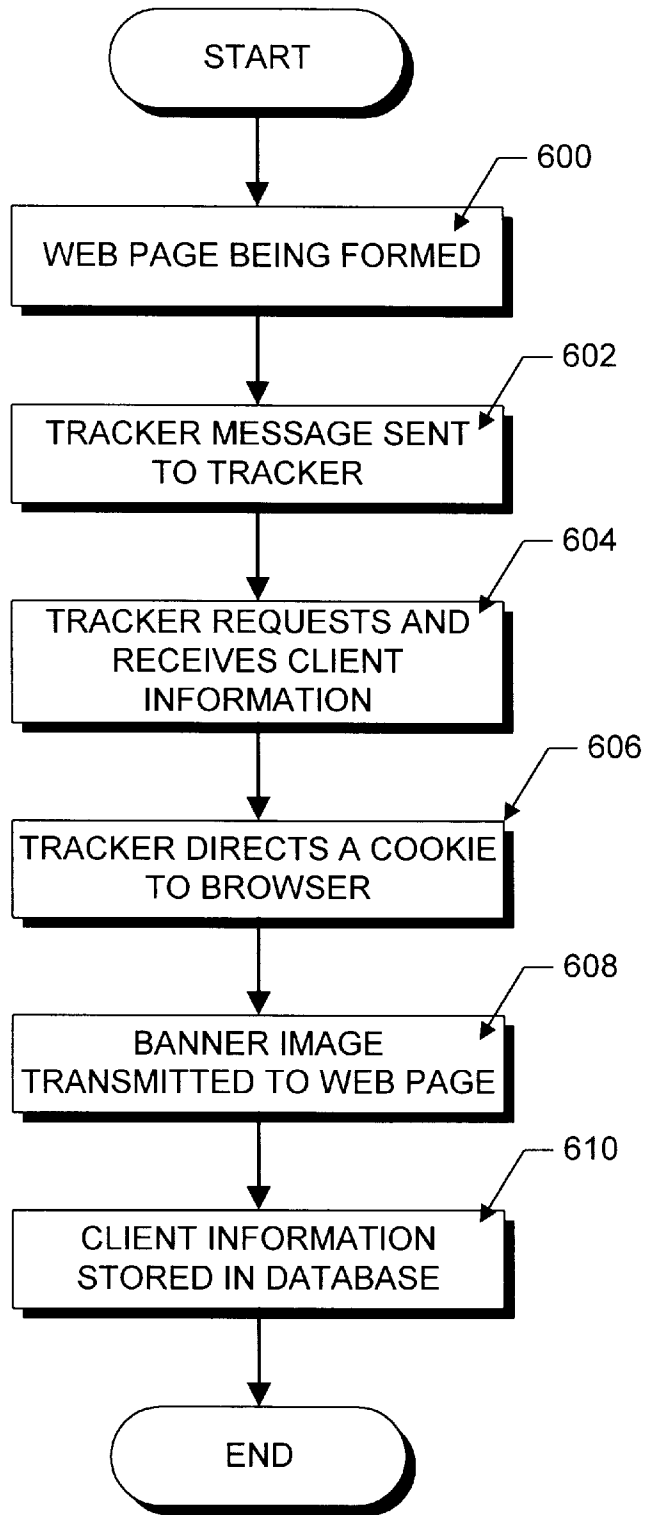 START
600
WEB PAGE BEING FORMED
602
TRACKER MESSAGE SENT
TO TRACKER
604
TRACKER REQUESTS AND
RECEIVES CLIENT
INFORMATION
606
TRACKER DIRECTS A COOKIE
TO BROWSER
608
BANNER IMAGE
TRANSMITTED TO WEB PAGE
610
CLIENT INFORMATION
STORED IN DATABASE
END